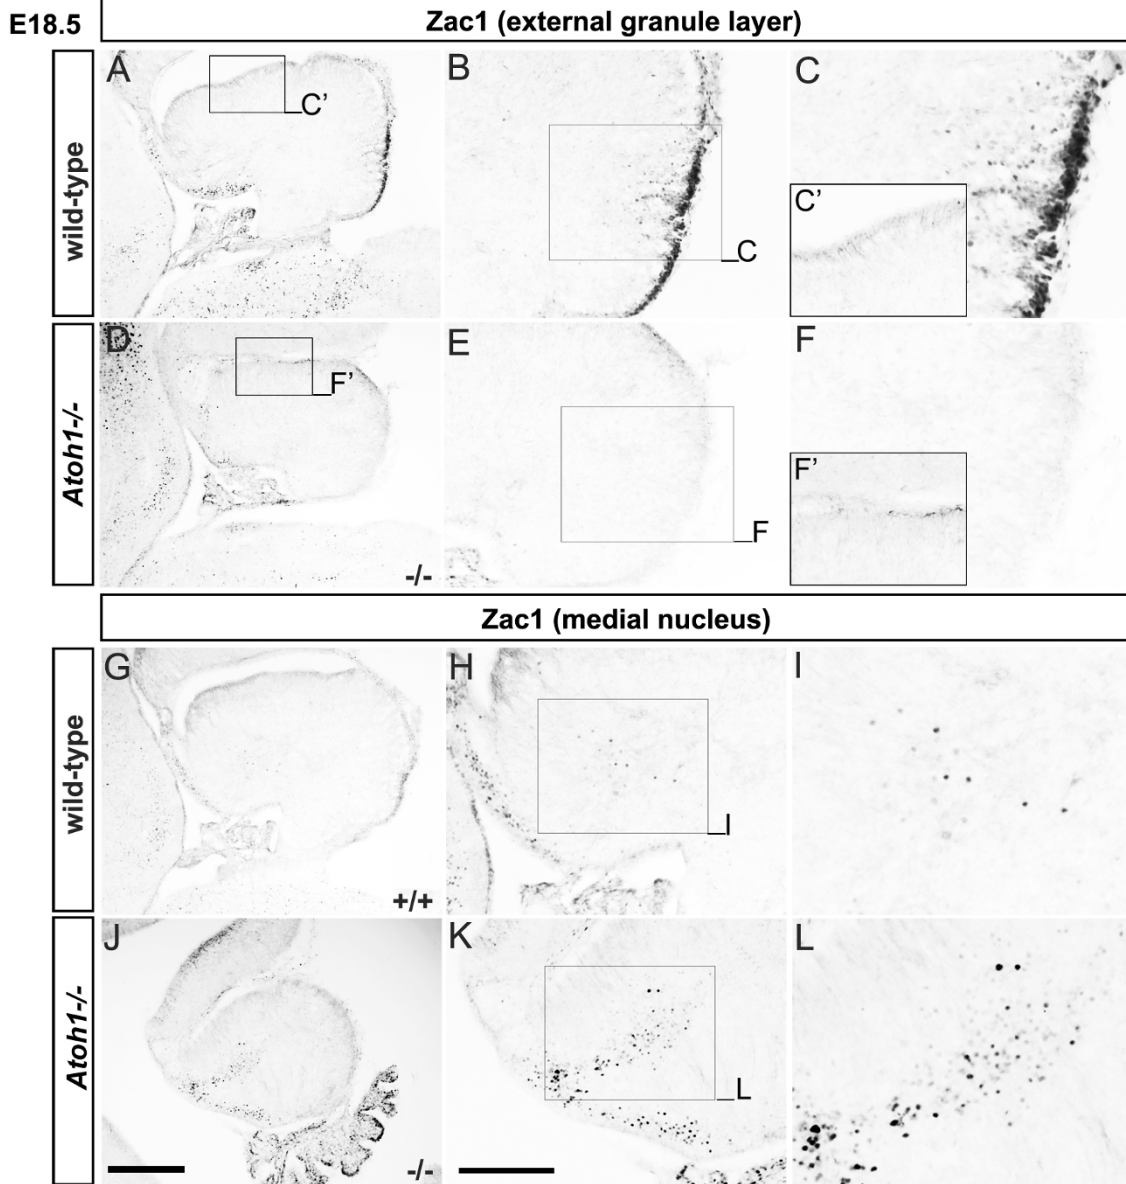 E18.5
Zac1 (external granule layer)
wild-type
A
C’
B
C
C
C’
Atoh1-/-
D
F’
-/-
E
F
F
F’
Zac1 (medial nucleus)
wild-type
G
+/+
H
I
I
Atoh1-/-
J
-/-
K
L
L